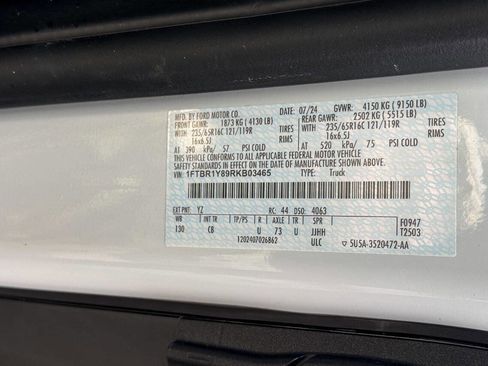 MFD. BY FORD MOTOR CO. 07/24 GVWR: 4150 KG ( 9150 LB)
FRONT GAWR: 1873 KG ( 4130 LB) REAR GAWR: 2502 KG ( 5515 LB)
WITH 235/65R16C 121/119R TIRES WITH 235/65R16C 121/119R TIRES
16x6.5J RIMS 16x6.5J RIMS
AT 390 kPa/ 57 PSI COLD AT 520 kPa/ 75 PSI COLD
THIS VEHICLE CONFORMS TO ALL APPLICABLE FEDERAL MOTOR VEHICLE
SAFETY STANDARDS IN EFFECT ON THE DATE OF MANUFACTURE SHOWN ABOVE.
VIN: 1FTBR1Y89RKB03465 TYPE: Truck
EXT PNT: YZ RC: 44 DSO: 4063
WB TP/PS R AXLE TR SPR F0947
130 CB U 73 U JJHH T2503
1202407026862 ULC 5U5A-3520472-AA